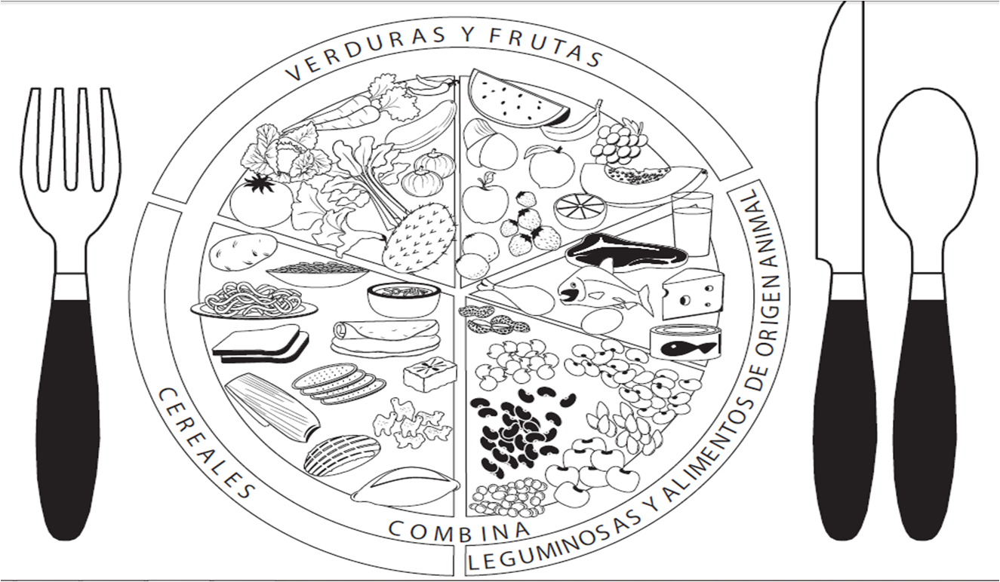 VERDURAS Y FRUTAS
LEGUMINOSAS Y ALIMENTOS DE ORIGEN ANIMAL
CEREALES
COMBINA